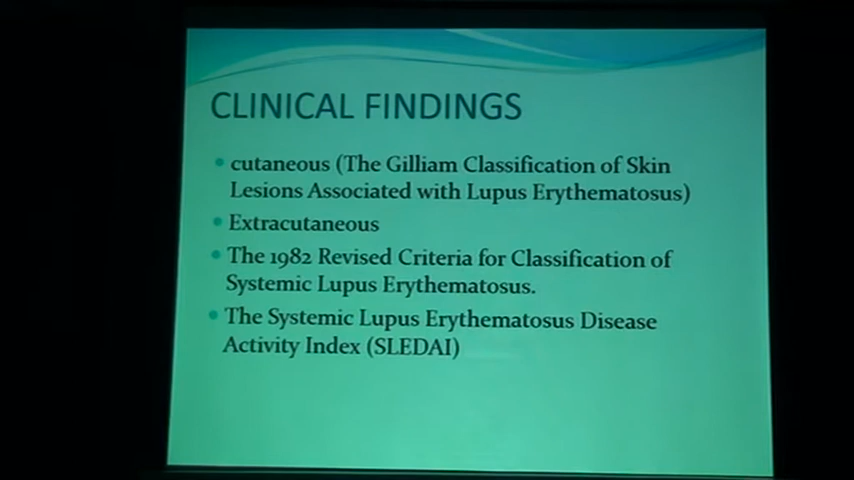 CLINICAL FINDINGS
• cutaneous (The Gilliam Classification of Skin
Lesions Associated with Lupus Erythematosus)
• Extracutaneous
• The 1982 Revised Criteria for Classification of
Systemic Lupus Erythematosus.
• The Systemic Lupus Erythematosus Disease
Activity Index (SLEDAI)